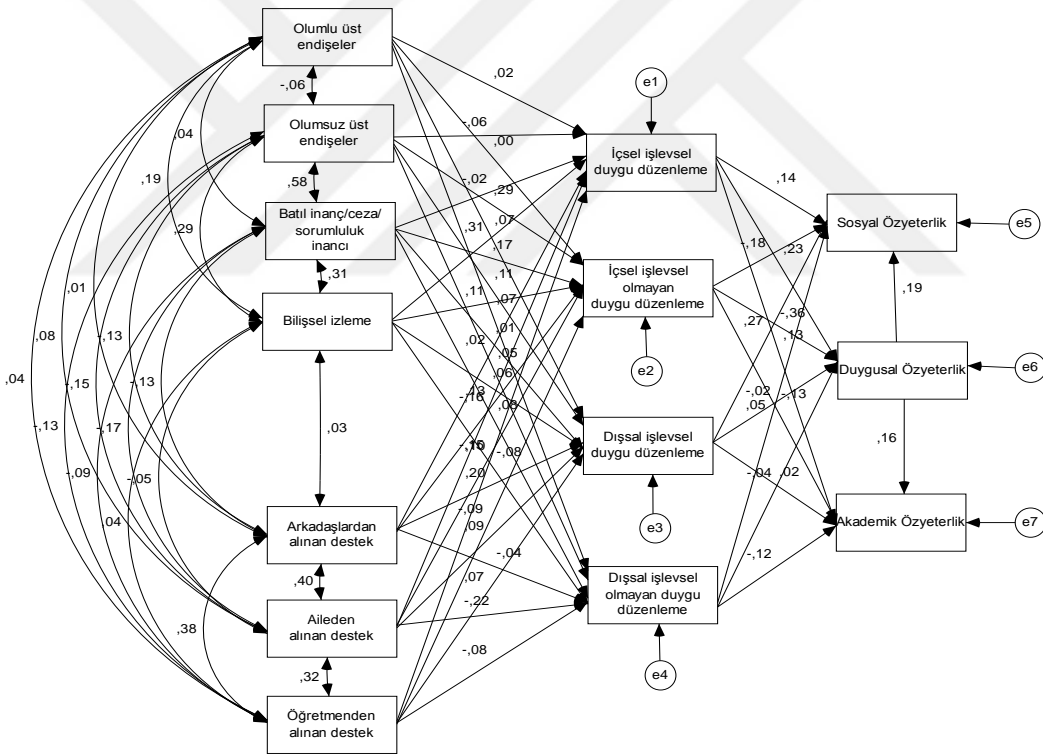 Olumlu üst
endişeler
-,06
Olumsuz üst
endişeler
,58
Batıl inanç/ceza/
sorumluluk
inancı
,31
Bilişsel izleme
,03
Arkadaşlardan
alınan destek
,40
Aileden
alınan destek
,32
Öğretmenden
alınan destek
,04
,19
,29
,01
,08
,04
-,13
-,13
-,15
-,17
-,13
-,09
-,05
,04
,38
,02
-,06
,00
-,02
,29
,07
,31
,17
,11
,11
,07
,01
,02
,05
,06
-,16
,08
-,08
,20
-,09
,09
-,04
,07
-,22
-,08
e1
İçsel işlevsel
duygu düzenleme
İçsel işlevsel
olmayan
duygu düzenleme
e2
Dışsal işlevsel
duygu düzenleme
e3
Dışsal işlevsel
olmayan duygu
düzenleme
e4
,14
-,18
,23
-,36
,27
,13
-,02
-,13
,05
-,04
,02
-,12
Sosyal Özyeterlik
e5
,19
Duygusal Özyeterlik
e6
,16
Akademik Özyeterlik
e7